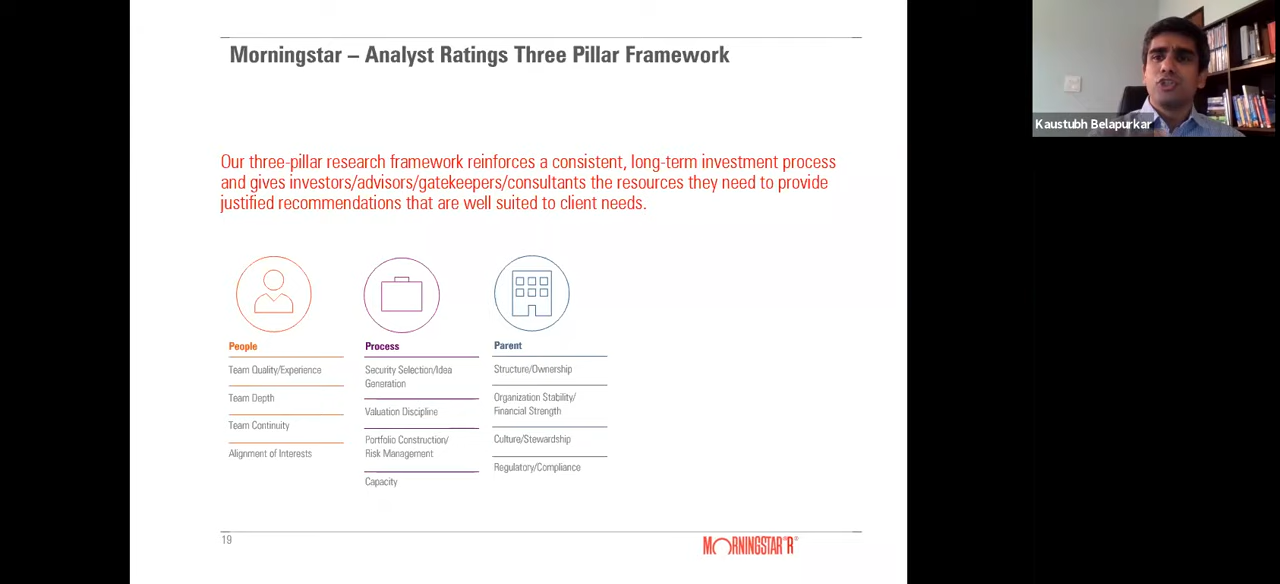 Morningstar – Analyst Ratings Three Pillar Framework
Kaustubh Belapurkar
Our three-pillar research framework reinforces a consistent, long-term investment process
and gives investors/advisors/gatekeepers/consultants the resources they need to provide
justified recommendations that are well suited to client needs.
People
Team Quality/Experience
Team Depth
Team Continuity
Alignment of Interests
Process
Security Selection/Idea
Generation
Valuation Discipline
Portfolio Construction/
Risk Management
Capacity
Parent
Structure/Ownership
Organization Stability/
Financial Strength
Culture/Stewardship
Regulatory/Compliance
19
MORNINGSTAR®